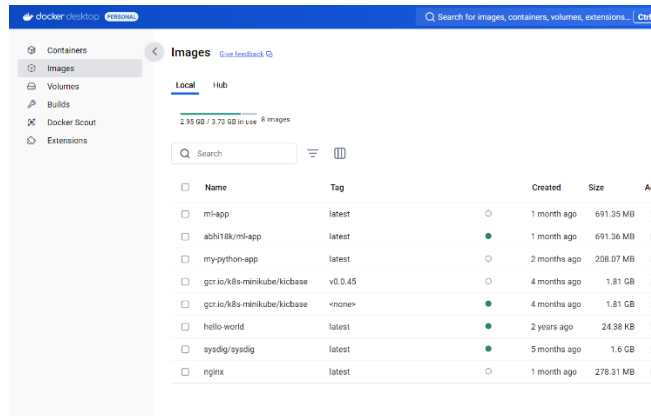 docker desktop PERSONAL
Search for images, containers, volumes, extensions... Ctrl
Containers
Images
Volumes
Builds
Docker Scout
Extensions
Images Give feedback
Local Hub
2.95 GB / 3.73 GB in use 8 images
Search
Name Tag Created Size
ml-app latest 1 month ago 691.35 MB
abhi18k/ml-app latest 1 month ago 691.36 MB
my-python-app latest 2 months ago 208.07 MB
gcr.io/k8s-minikube/kicbase v0.0.45 4 months ago 1.81 GB
gcr.io/k8s-minikube/kicbase <none> 4 months ago 1.81 GB
hello-world latest 2 years ago 24.38 KB
sysdig/sysdig latest 5 months ago 1.6 GB
nginx latest 1 month ago 278.31 MB